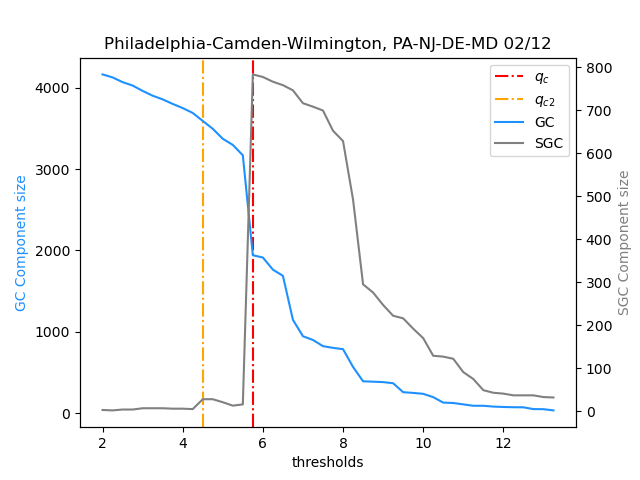 Philadelphia-Camden-Wilmington, PA-NJ-DE-MD 02/12
q_c
q_c2
GC
SGC
4000
3000
2000
1000
0
800
700
600
500
400
300
200
100
0
GC Component size
SGC Component size
2 4 6 8 10 12
thresholds